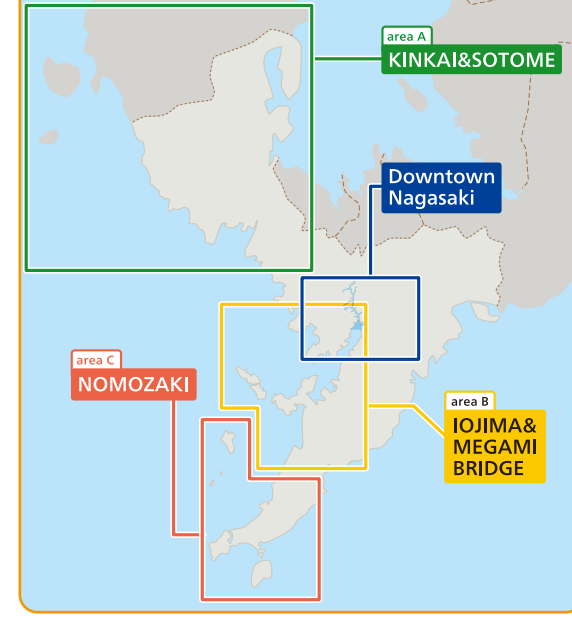 area A
KINKAI&SOTOME
Downtown
Nagasaki
area C
NOMOZAKI
area B
IOJIMA&
MEGAMI
BRIDGE